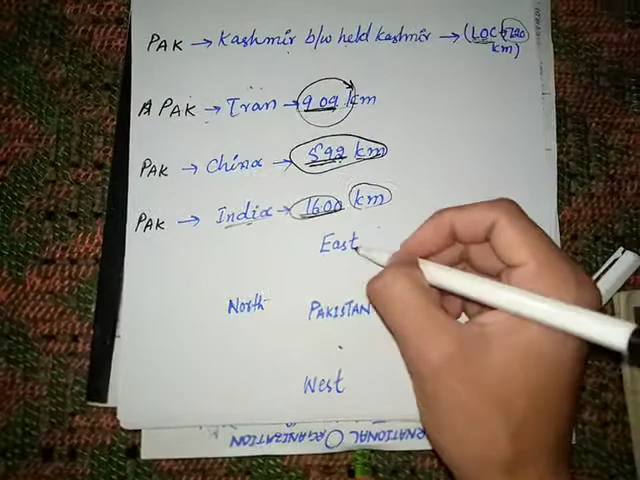 PAK → Kashmir b/w held Kashmir → (LOC
km)
PAK → Iran → 909 km
PAK → China → 592 km
PAK → India → 1600 km
East
North PAKISTAN
West
ORGANIZATION